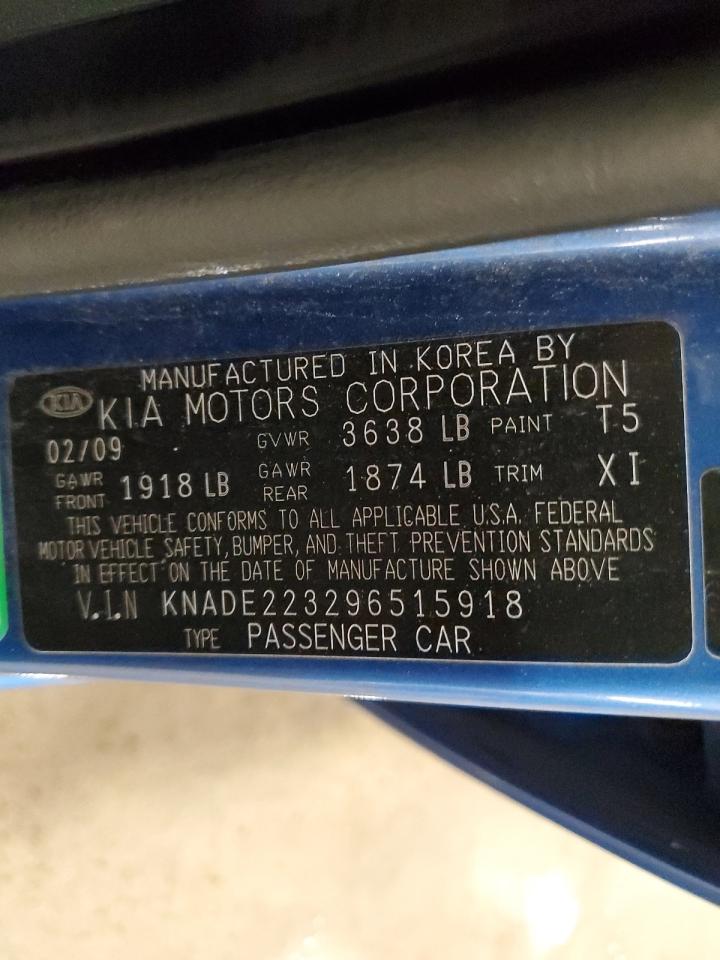 MANUFACTURED IN KOREA BY
KIA KIA MOTORS CORPORATION
02/09 GVWR 3638 LB PAINT T5
GAWR FRONT 1918 LB GAWR REAR 1874 LB TRIM XI
THIS VEHICLE CONFORMS TO ALL APPLICABLE U.S.A. FEDERAL
MOTOR VEHICLE SAFETY, BUMPER, AND THEFT PREVENTION STANDARDS
IN EFFECT ON THE DATE OF MANUFACTURE SHOWN ABOVE
V.I.N KNADE223296515918
TYPE PASSENGER CAR